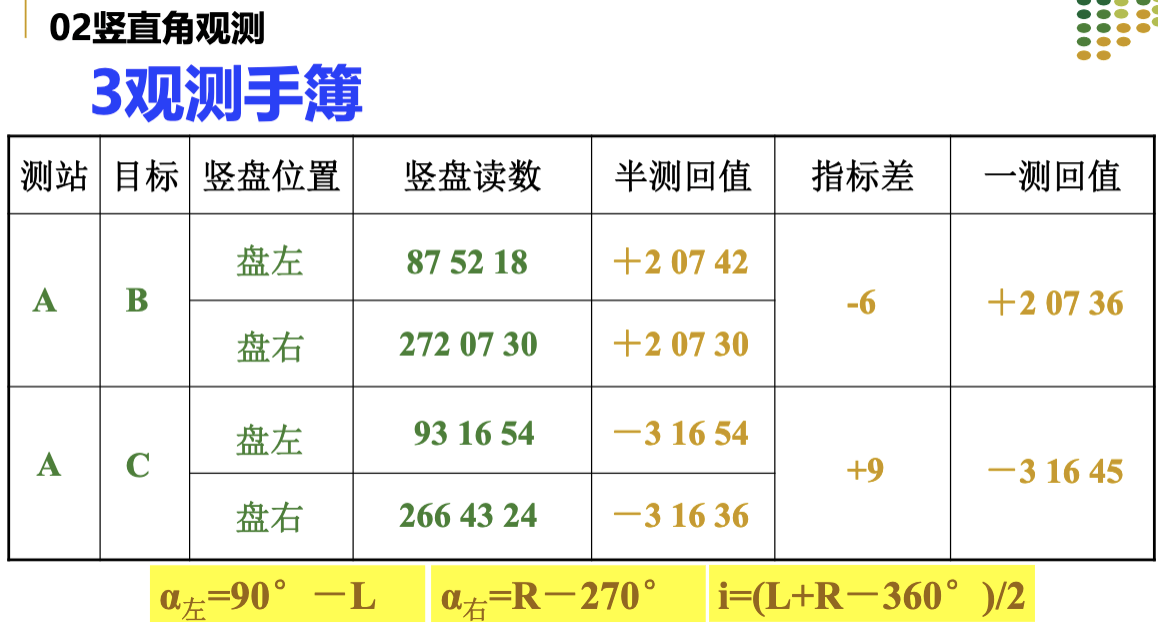 02竖直角观测
3观测手簿
测站 目标 竖盘位置 竖盘读数 半测回值 指标差 一测回值
A B 盘左 87 52 18 +2 07 42 -6 +2 07 36
盘右 272 07 30 +2 07 30
A C 盘左 93 16 54 －3 16 54 +9 －3 16 45
盘右 266 43 24 －3 16 36
α左=90°－L α右=R－270° i=(L+R－360°)/2